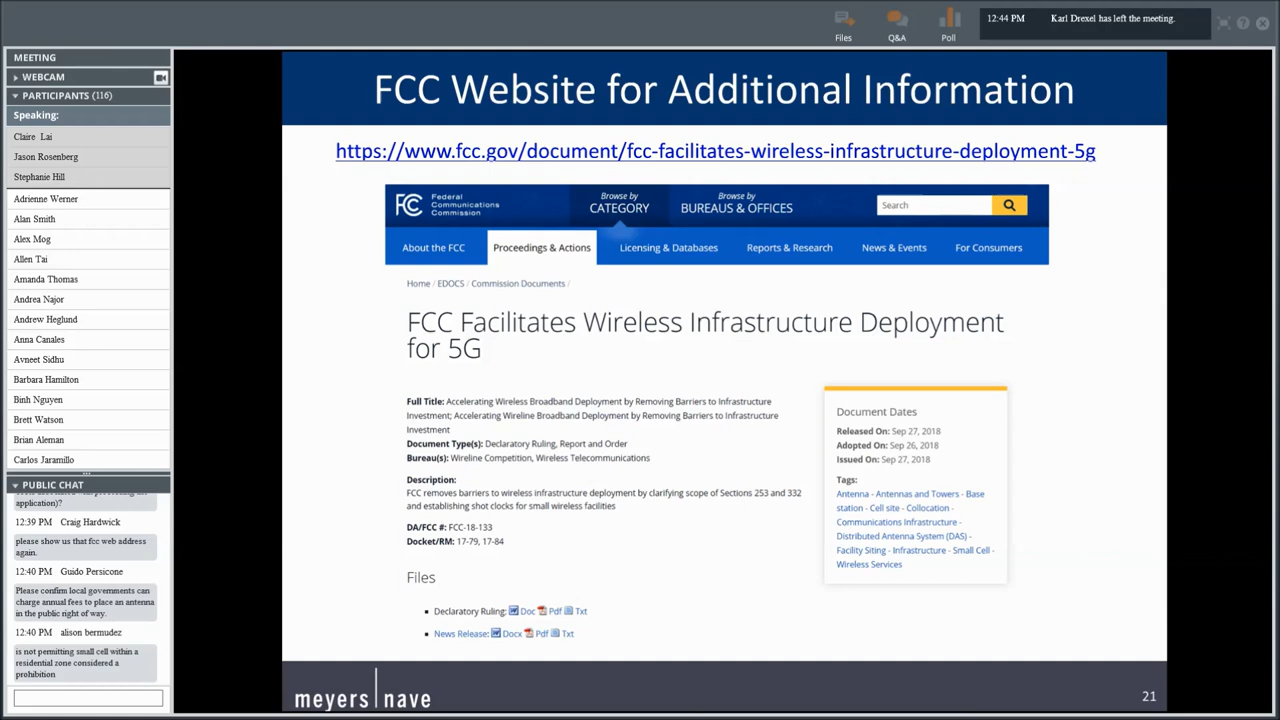 Files
Q&A
Poll
12:44 PM Karl Drexel has left the meeting.
MEETING
WEBCAM
PARTICIPANTS (116)
Speaking:
Claire Lai
Jason Rosenberg
Stephanie Hill
Adrienne Werner
Alan Smith
Alex Mog
Allen Tai
Amanda Thomas
Andrea Najor
Andrew Heglund
Anna Canales
Avneet Sidhu
Barbara Hamilton
Binh Nguyen
Brett Watson
Brian Aleman
Carlos Jaramillo
PUBLIC CHAT
application)?
12:39 PM Craig Hardwick
please show us that fcc web address
again.
12:40 PM Guido Persicone
Please confirm local governments can
charge annual fees to place an antenna
in the public right of way.
12:40 PM alison bermudez
is not permitting small cell within a
residential zone considered a
prohibition
FCC Website for Additional Information
https://www.fcc.gov/document/fcc-facilitates-wireless-infrastructure-deployment-5g
FCC
Federal
Communications
Commission
Browse by
CATEGORY
Browse by
BUREAUS & OFFICES
Search
About the FCC
Proceedings & Actions
Licensing & Databases
Reports & Research
News & Events
For Consumers
Home / EDOCS / Commission Documents /
FCC Facilitates Wireless Infrastructure Deployment
for 5G
Full Title: Accelerating Wireless Broadband Deployment by Removing Barriers to Infrastructure
Investment; Accelerating Wireline Broadband Deployment by Removing Barriers to Infrastructure
Investment
Document Type(s): Declaratory Ruling, Report and Order
Bureau(s): Wireline Competition, Wireless Telecommunications
Description:
FCC removes barriers to wireless infrastructure deployment by clarifying scope of Sections 253 and 332
and establishing shot clocks for small wireless facilities
DA/FCC #: FCC-18-133
Docket/RM: 17-79, 17-84
Files
Declaratory Ruling: Doc Pdf Txt
News Release: Docx Pdf Txt
Document Dates
Released On: Sep 27, 2018
Adopted On: Sep 26, 2018
Issued On: Sep 27, 2018
Tags:
Antenna - Antennas and Towers - Base
station - Cell site - Collocation -
Communications Infrastructure -
Distributed Antenna System (DAS) -
Facility Siting - Infrastructure - Small Cell -
Wireless Services
meyers nave
21